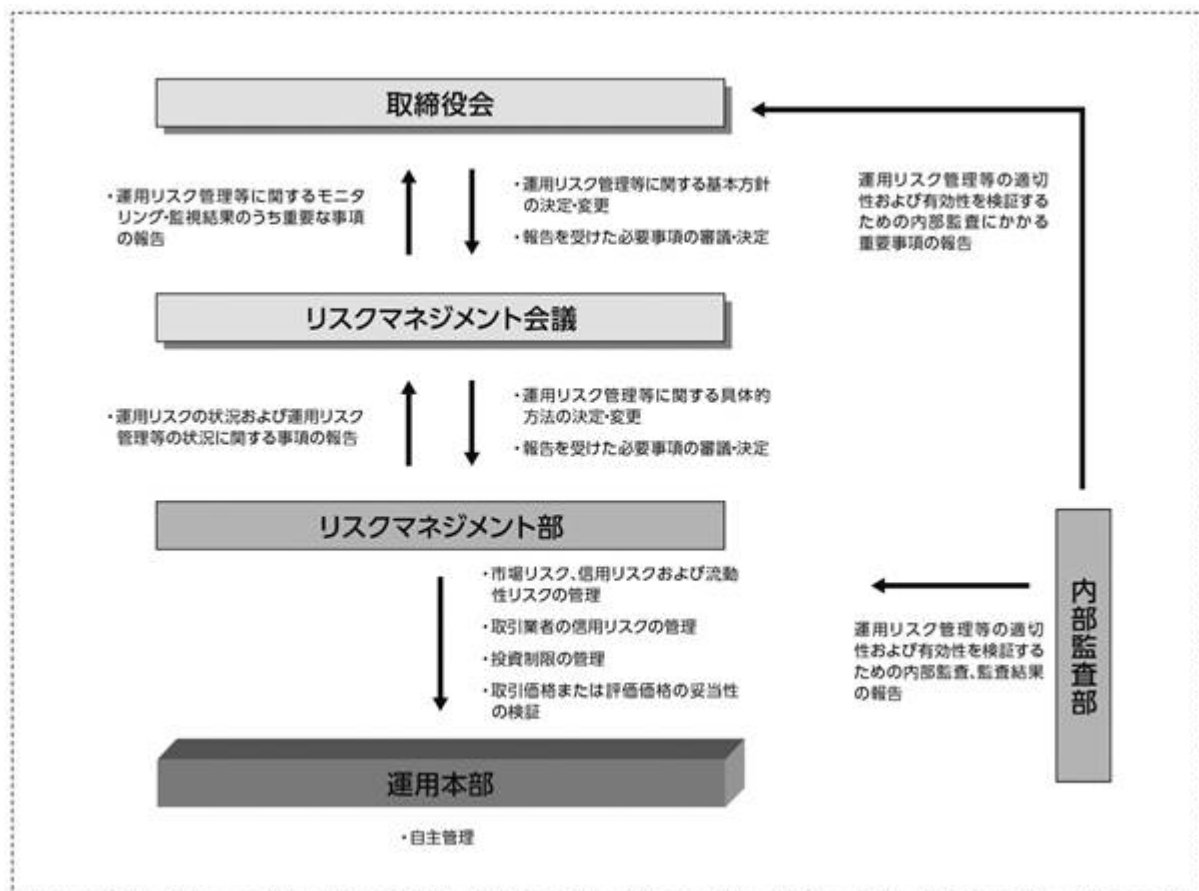 取締役会
・運用リスク管理等に関するモニタ
リング・監視結果のうち重要な事項
の報告
・運用リスク管理等に関する基本方針
の決定・変更
・報告を受けた必要事項の審議・決定
運用リスク管理等の適切
性および有効性を検証する
ための内部監査にかかる
重要事項の報告
リスクマネジメント会議
・運用リスクの状況および運用リスク
管理等の状況に関する事項の報告
・運用リスク管理等に関する具体的
方法の決定・変更
・報告を受けた必要事項の審議・決定
リスクマネジメント部
・市場リスク、信用リスクおよび流動
性リスクの管理
・取引業者の信用リスクの管理
・投資制限の管理
・取引価格または評価価格の妥当性
の検証
運用リスク管理等の適切
性および有効性を検証する
ための内部監査、監査結果
の報告
内部監査部
運用本部
・自主管理